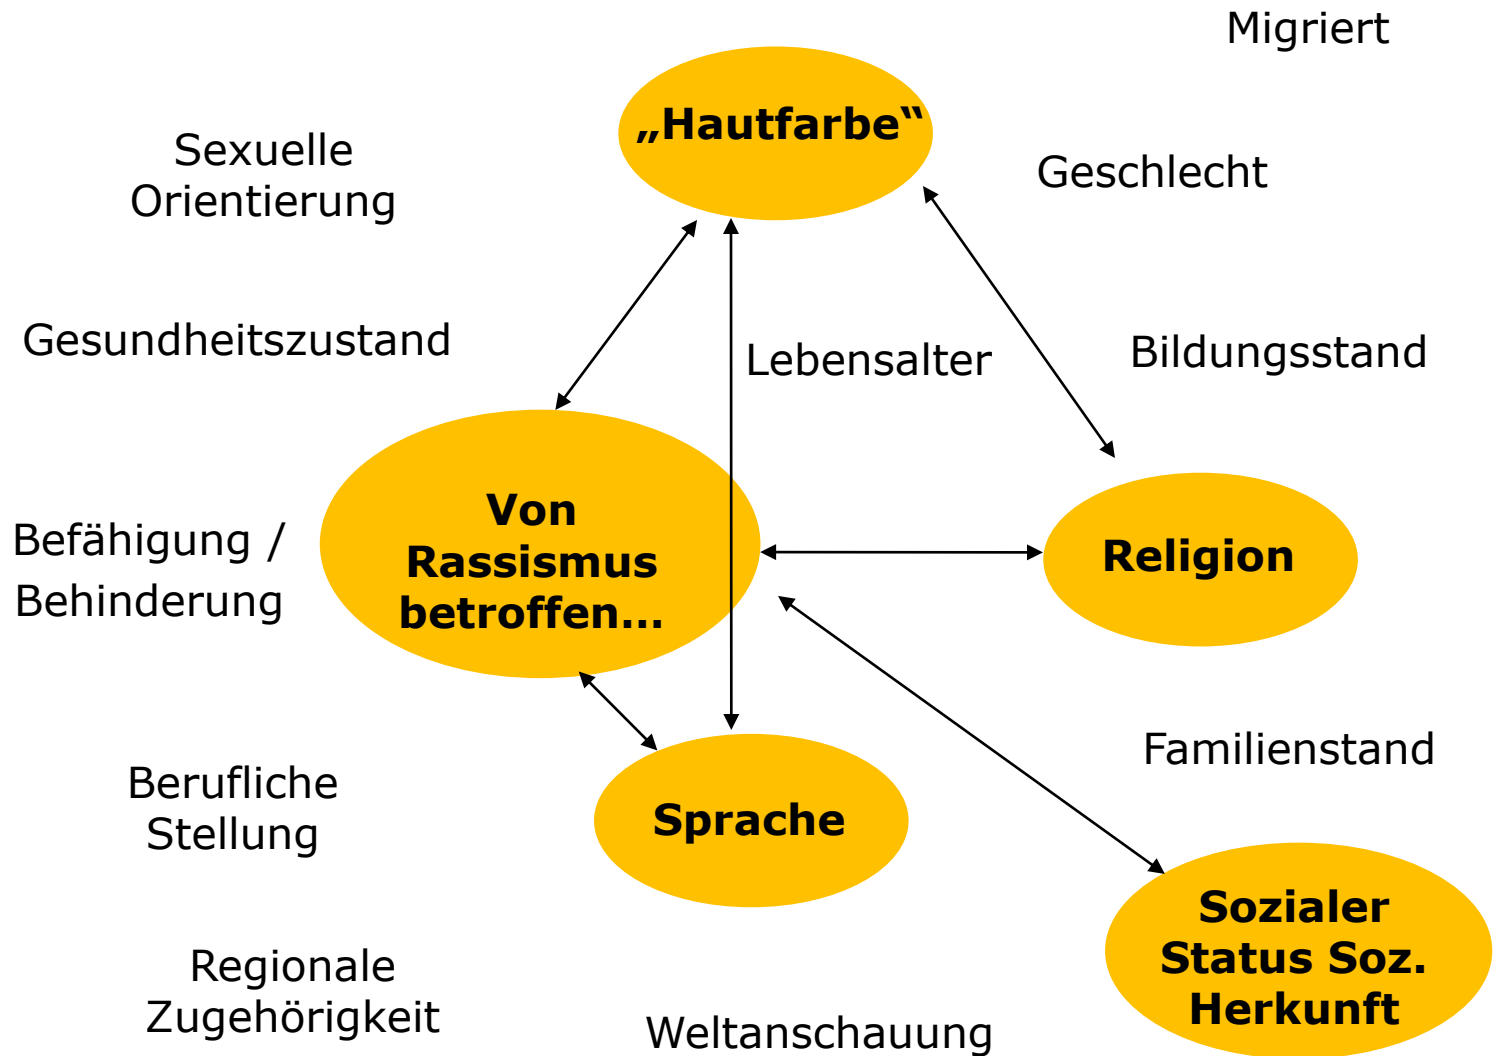 Migriert
„Hautfarbe“
Sexuelle
Orientierung
Geschlecht
Gesundheitszustand
Lebensalter
Bildungsstand
Von
Rassismus
betroffen...
Befähigung /
Behinderung
Religion
Familienstand
Berufliche
Stellung
Sprache
Sozialer
Status Soz.
Herkunft
Regionale
Zugehörigkeit
Weltanschauung